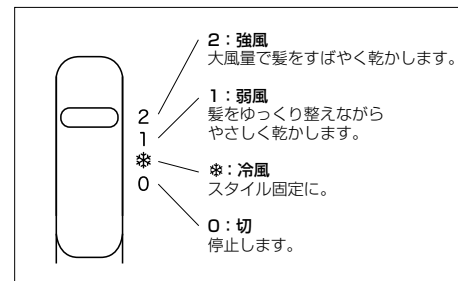 2：強風
大風量で髪をすばやく乾かします。
1：弱風
髪をゆっくり整えながら
やさしく乾かします。
❄：冷風
スタイル固定に。
0：切
停止します。
2
1
❄
0